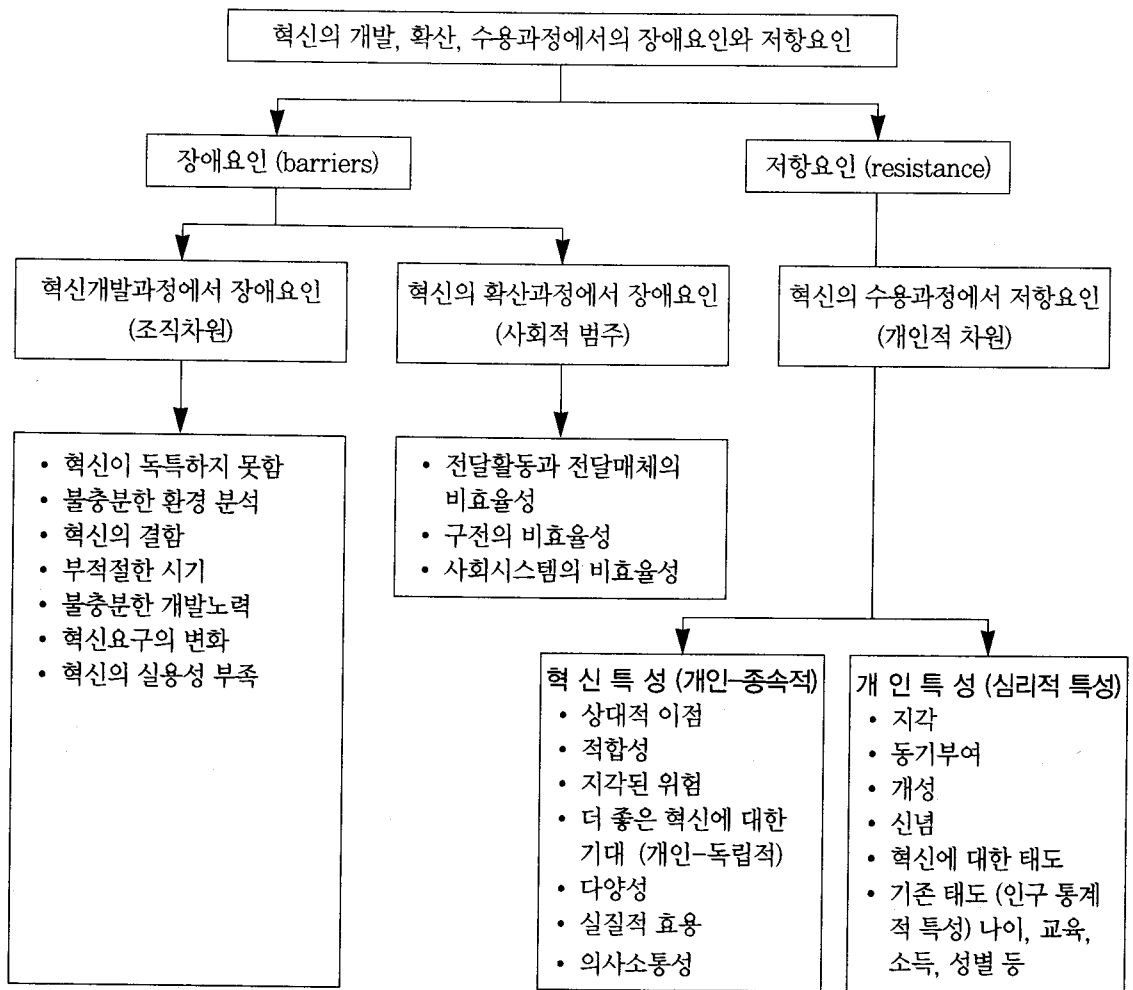 혁신의 개발, 확산, 수용과정에서의 장애요인와 저항요인
장애요인 (barriers)
저항요인 (resistance)
혁신개발과정에서 장애요인
(조직차원)
혁신의 확산과정에서 장애요인
(사회적 범주)
혁신의 수용과정에서 저항요인
(개인적 차원)
• 혁신이 독특하지 못함
• 불충분한 환경 분석
• 혁신의 결함
• 부적절한 시기
• 불충분한 개발노력
• 혁신요구의 변화
• 혁신의 실용성 부족
• 전달활동과 전달매체의
비효율성
• 구전의 비효율성
• 사회시스템의 비효율성
혁 신 특 성 (개인-종속적)
• 상대적 이점
• 적합성
• 지각된 위험
• 더 좋은 혁신에 대한
기대 (개인-독립적)
• 다양성
• 실질적 효용
• 의사소통성
개 인 특 성 (심리적 특성)
• 지각
• 동기부여
• 개성
• 신념
• 혁신에 대한 태도
• 기존 태도 (인구 통계
적 특성) 나이, 교육,
소득, 성별 등